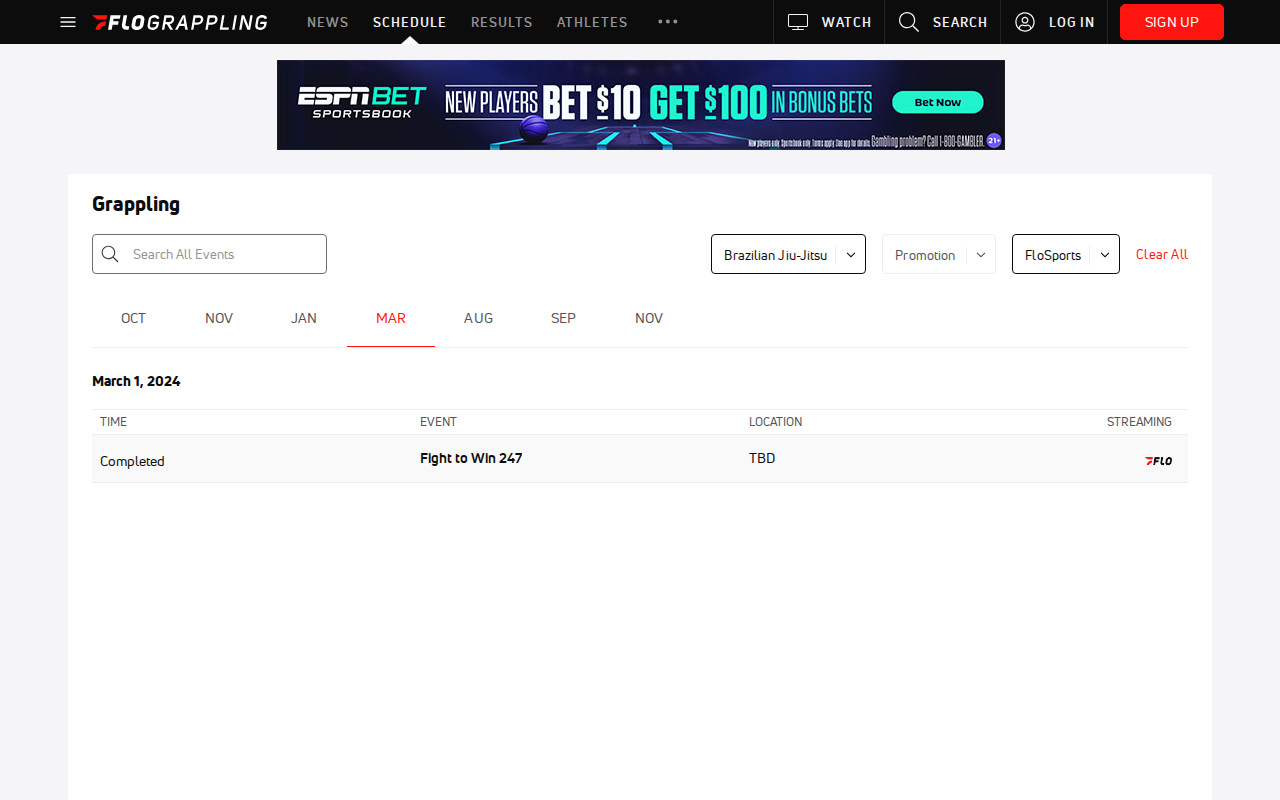 FLOGRAPPLING NEWS SCHEDULE RESULTS ATHLETES WATCH SEARCH LOG IN SIGN UP
ESPN BET SPORTSBOOK NEW PLAYERS BET $10 GET $100 IN BONUS BETS Bet Now
New players only. Sportsbook only. Terms apply. See app for details. Gambling problem? Call 1-800-GAMBLER. 21+
Grappling
Search All Events Brazilian Jiu-Jitsu Promotion FloSports Clear All
OCT NOV JAN MAR AUG SEP NOV
March 1, 2024
TIME EVENT LOCATION STREAMING
Completed Fight to Win 247 TBD FLO